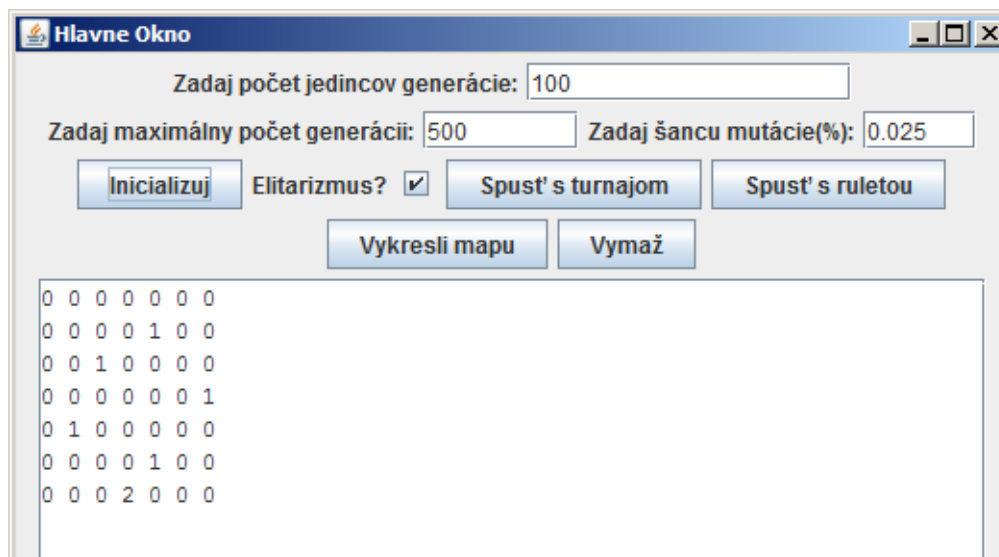 Hlavne Okno
Zadaj počet jedincov generácie: 100
Zadaj maximálny počet generácii: 500 Zadaj šancu mutácie(%): 0.025
Inicializuj Elitarizmus? Spusť s turnajom Spusť s ruletou
Vykresli mapu Vymaž
0 0 0 0 0 0 0
0 0 0 0 1 0 0
0 0 1 0 0 0 0
0 0 0 0 0 0 1
0 1 0 0 0 0 0
0 0 0 0 1 0 0
0 0 0 2 0 0 0